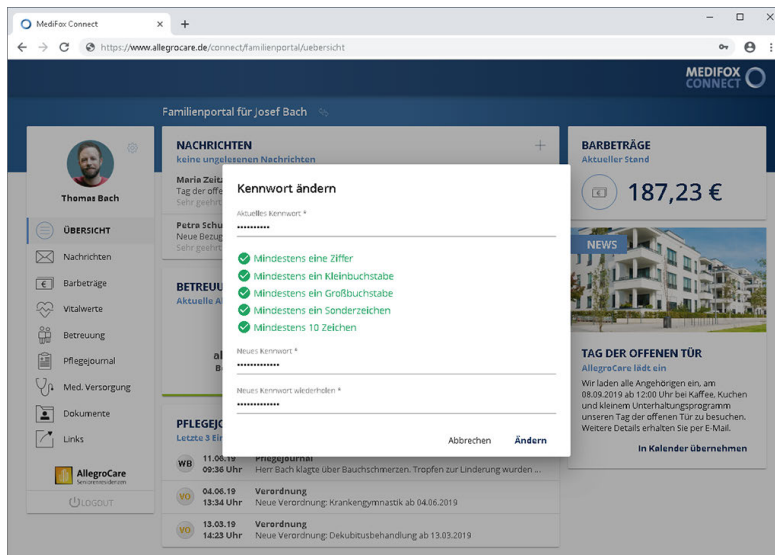 MediFox Connect
https://www.allegrocare.de/connect/familienportal/uebersicht
MEDIFOX
CONNECT
Familienportal für Josef Bach
Thomas Bach
ÜBERSICHT
Nachrichten
Barbeträge
Vitalwerte
Betreuung
Pflegejournal
Med. Versorgung
Dokumente
Links
AllegroCare
Seniorenresidenzen
LOGOUT
NACHRICHTEN
keine ungelesenen Nachrichten
Maria Zeitz
Tag der offe
Sehr geehrt
Petra Schu
Neue Bezug
Sehr geehrt
BETREUU
Aktuelle A
al
B
PFLEGEJO
Letzte 3 Ei
WB
11.06.19
Pflegejournal
09:36 Uhr
Herr Bach klagte über Bauchschmerzen. Tropfen zur Linderung wurden ...
VO
04.06.19
Verordnung
13:34 Uhr
Neue Verordnung: Krankengymnastik ab 04.06.2019
VO
13.03.19
Verordnung
14:23 Uhr
Neue Verordnung: Dekubitusbehandlung ab 13.03.2019
Kennwort ändern
Aktuelles Kennwort *
••••••••••
Mindestens eine Ziffer
Mindestens ein Kleinbuchstabe
Mindestens ein Großbuchstabe
Mindestens ein Sonderzeichen
Mindestens 10 Zeichen
Neues Kennwort *
•••••••••••••
Neues Kennwort wiederholen *
•••••••••••••
Abbrechen
Ändern
BARBETRÄGE
Aktueller Stand
€
187,23 €
NEWS
TAG DER OFFENEN TÜR
AllegroCare lädt ein
Wir laden alle Angehörigen ein, am
08.09.2019 ab 12:00 Uhr bei Kaffee, Kuchen
und kleinem Unterhaltungsprogramm
unseren Tag der offenen Tür zu besuchen.
Weitere Details erhalten Sie per E-Mail.
In Kalender übernehmen